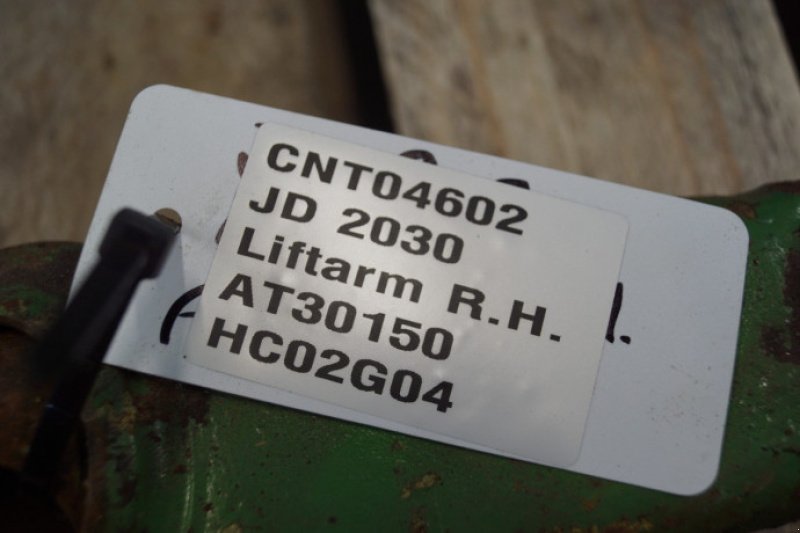 CNT04602
JD 2030
Liftarm R.H.
AT30150
HC02G04